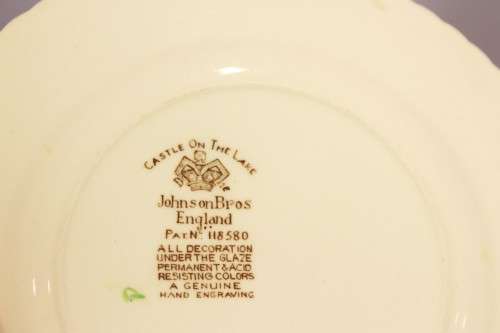 CASTLE ON THE LAKE
Johnson Bros
England
PAT Nº 118580
ALL DECORATION
UNDER THE GLAZE
PERMANENT & ACID
RESISTING COLORS
A GENUINE
HAND ENGRAVING